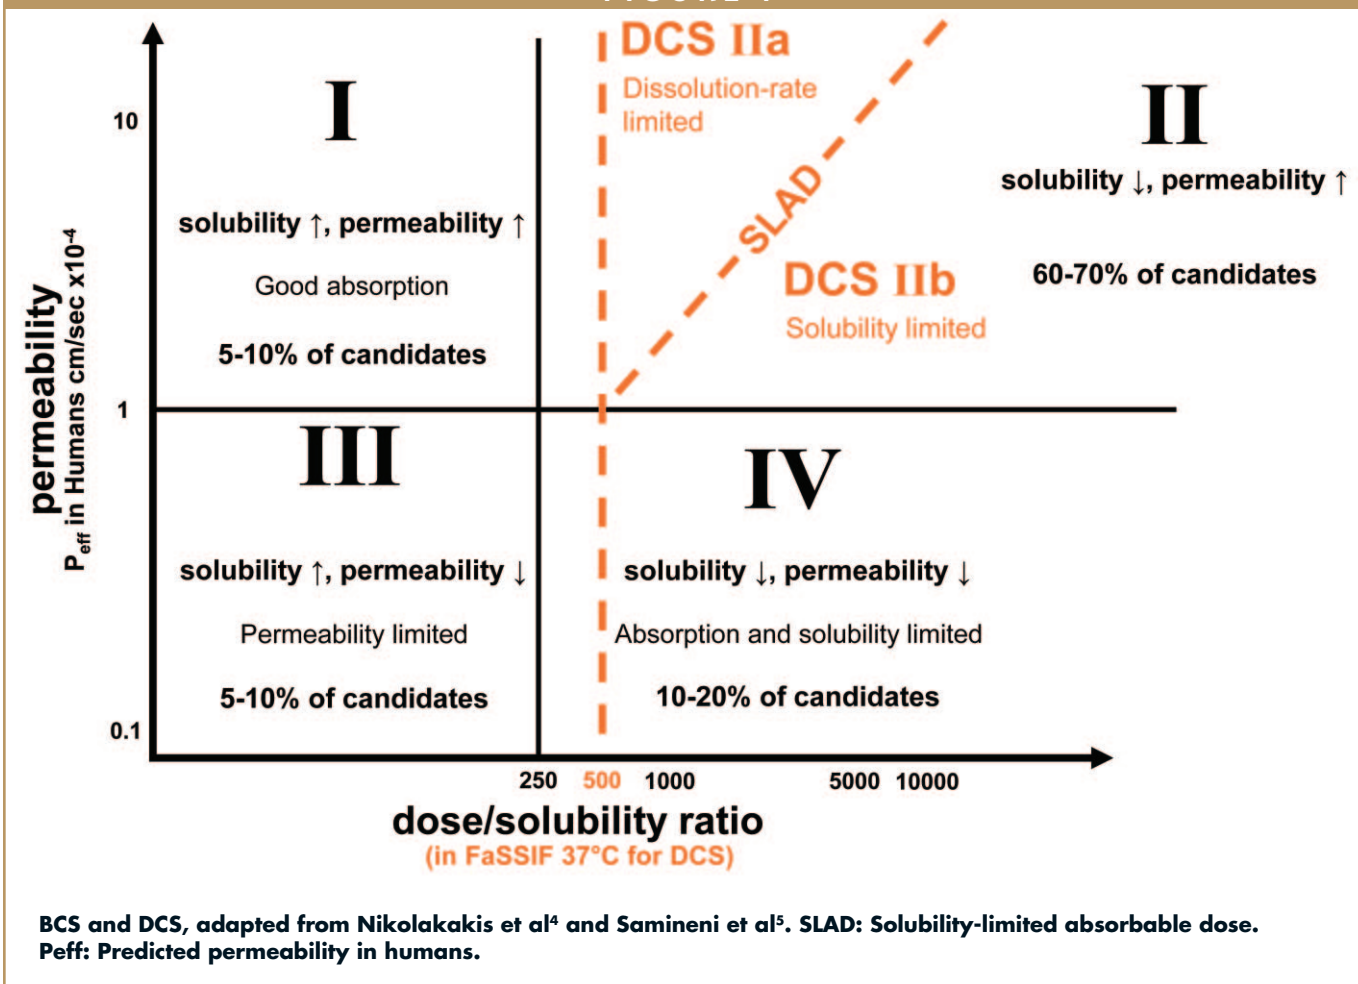 DCS IIa
Dissolution-rate
limited
I
II
10
solubility ↓, permeability ↑
SLAD
solubility ↑, permeability ↑
DCS IIb
60-70% of candidates
Good absorption
Solubility limited
5-10% of candidates
permeability
Peff in Humans cm/sec x10-4
1
III
IV
solubility ↑, permeability ↓
solubility ↓, permeability ↓
Permeability limited
Absorption and solubility limited
5-10% of candidates
10-20% of candidates
0.1
250 500 1000 5000 10000
dose/solubility ratio
(in FaSSIF 37°C for DCS)
BCS and DCS, adapted from Nikolakakis et al4 and Samineni et al5. SLAD: Solubility-limited absorbable dose.
Peff: Predicted permeability in humans.